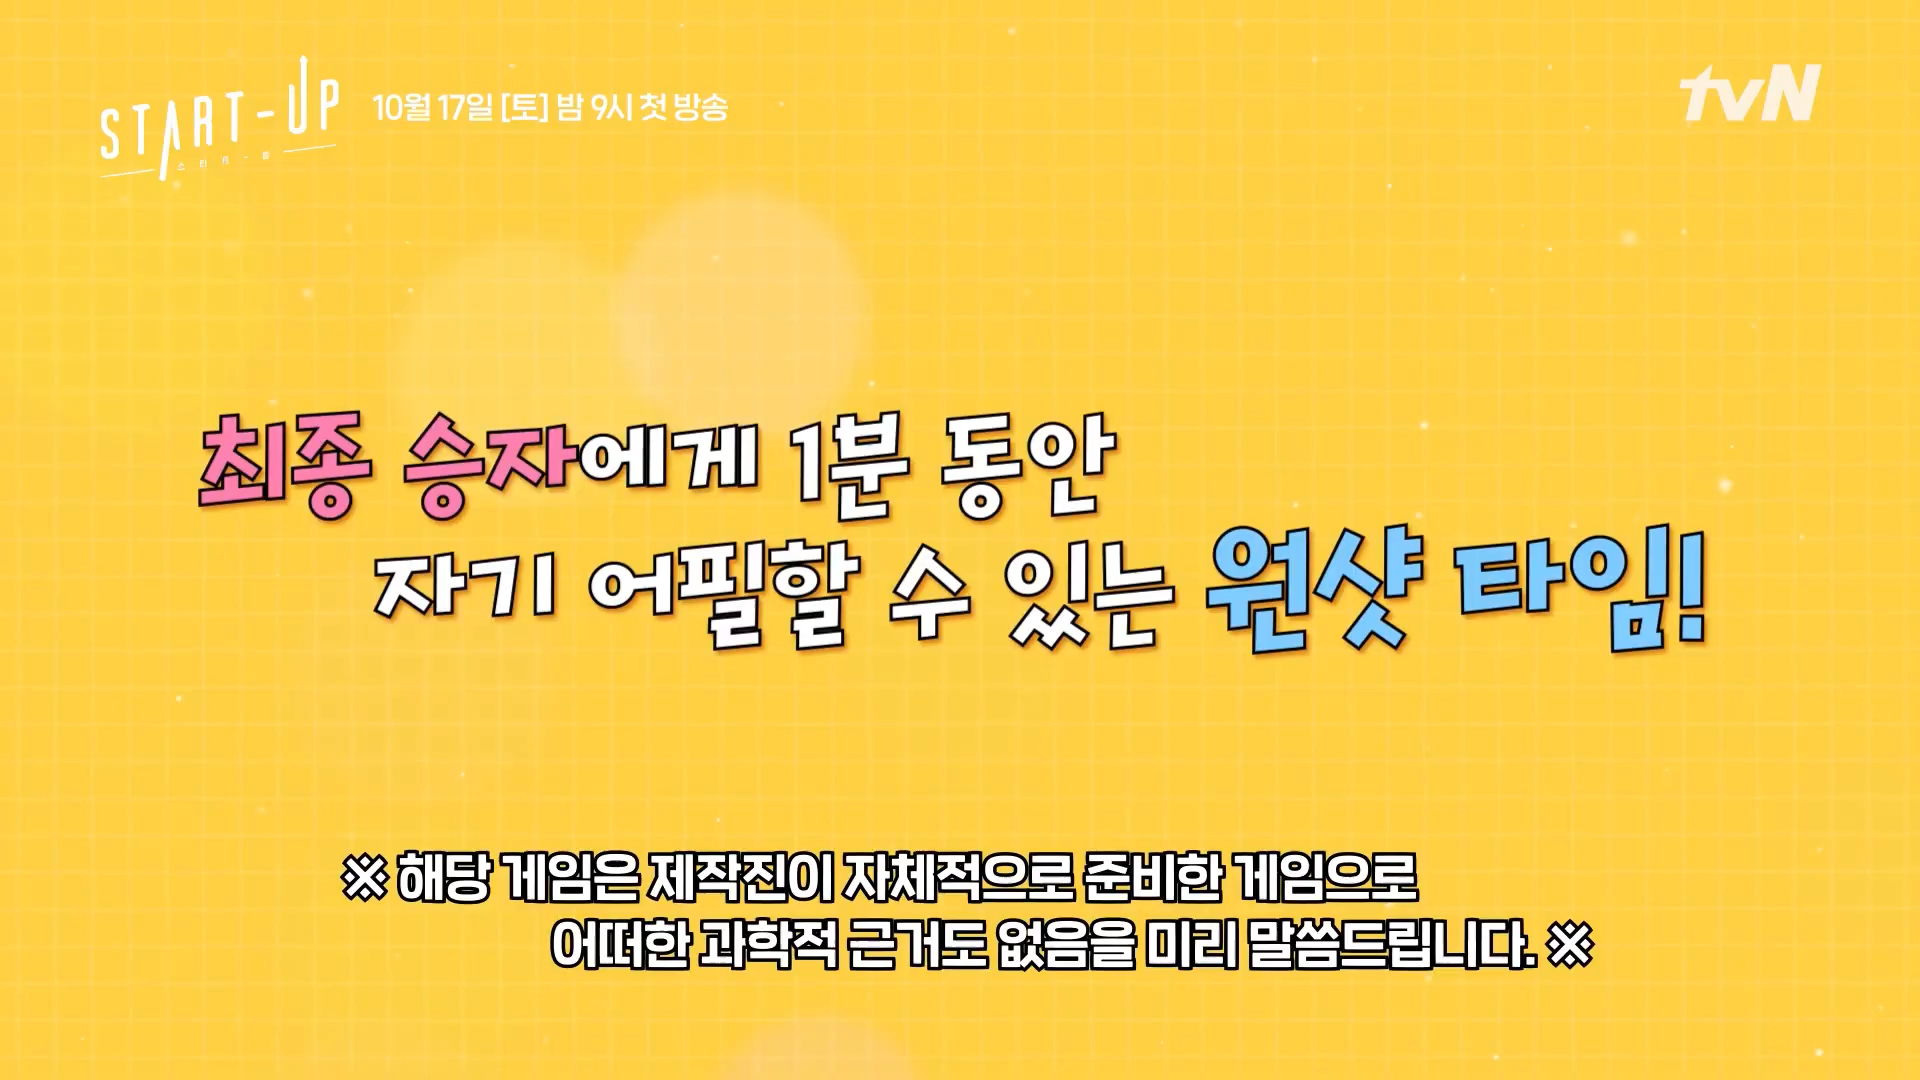 START-UP
스타트-업
10월 17일 [토] 밤 9시 첫 방송
tvN
최종 승자에게 1분 동안
자기 어필할 수 있는 원샷 타임!
※ 해당 게임은 제작진이 자체적으로 준비한 게임으로
어떠한 과학적 근거도 없음을 미리 말씀드립니다. ※